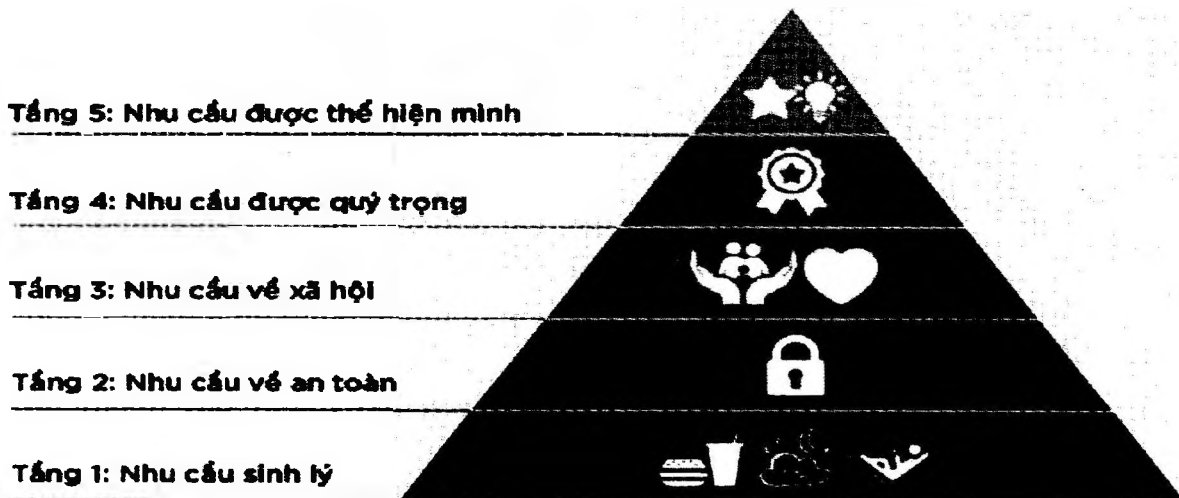 Tầng 5: Nhu cầu được thể hiện mình
Tầng 4: Nhu cầu được quý trọng
Tầng 3: Nhu cầu về xã hội
Tầng 2: Nhu cầu về an toàn
Tầng 1: Nhu cầu sinh lý